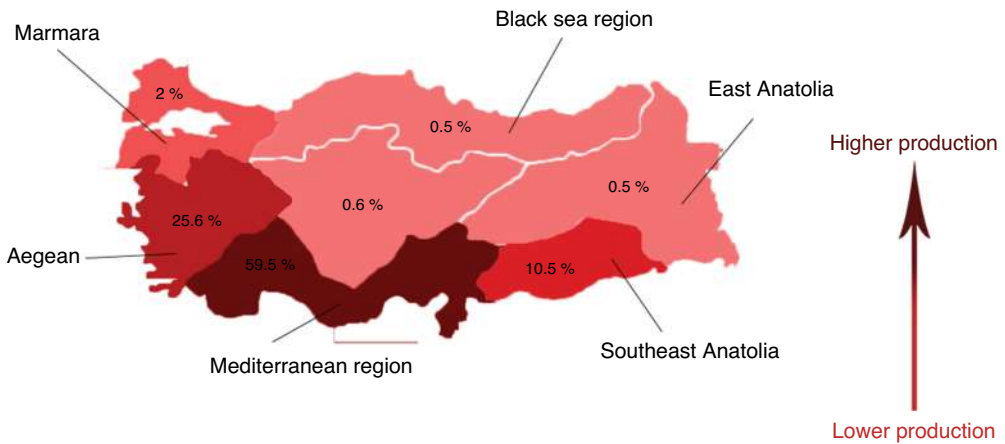 Black sea region
Marmara
East Anatolia
2 %
0.5 %
Higher production
0.5 %
0.6 %
25.6 %
Aegean
59.5 %
10.5 %
Southeast Anatolia
Mediterranean region
Lower production